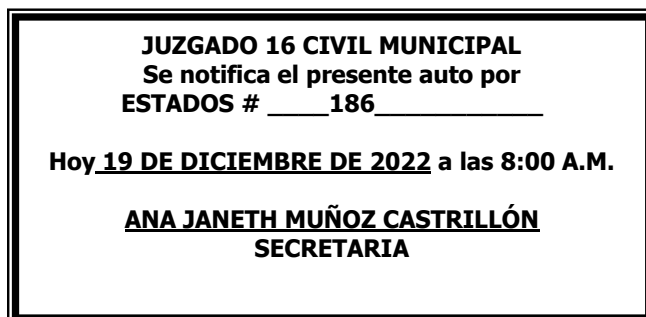 JUZGADO 16 CIVIL MUNICIPAL
Se notifica el presente auto por
ESTADOS # ____186___________
Hoy 19 DE DICIEMBRE DE 2022 a las 8:00 A.M.
ANA JANETH MUÑOZ CASTRILLÓN
SECRETARIA